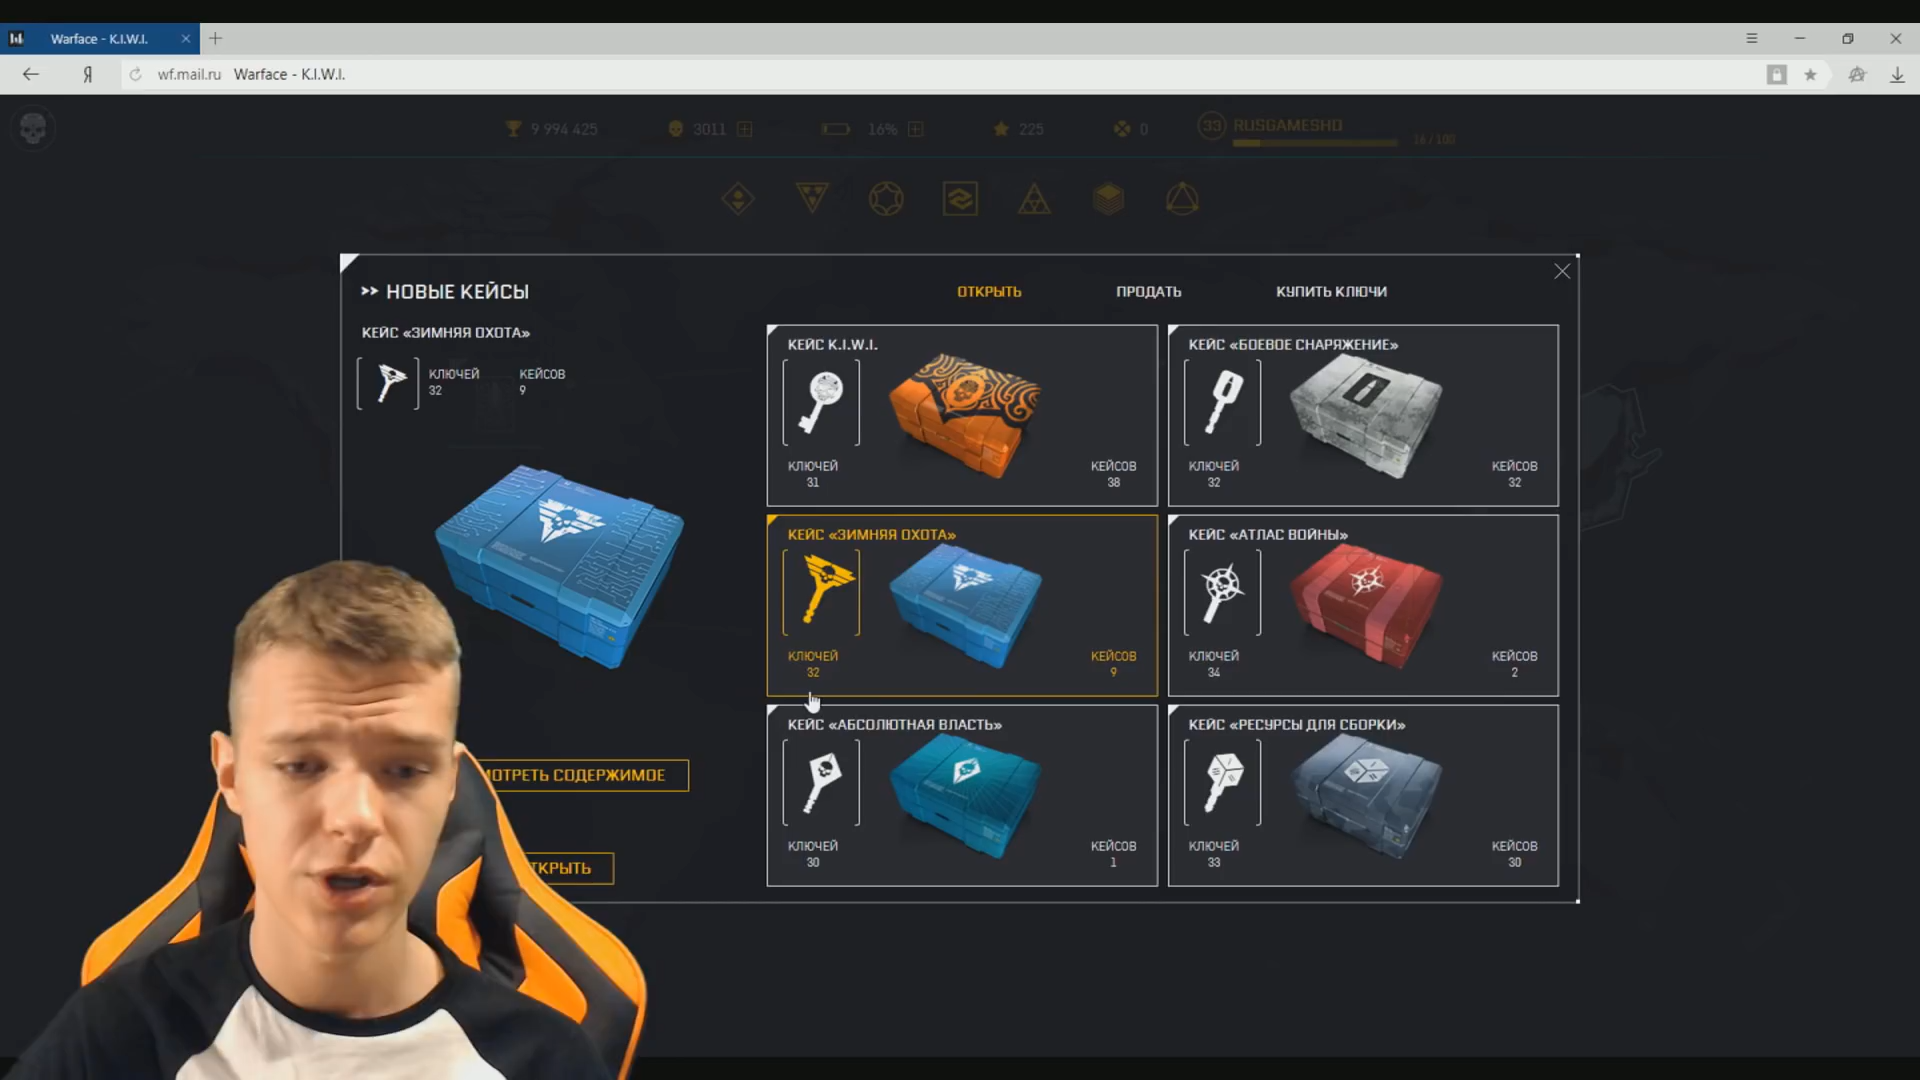 Warface - K.I.W.I.
wf.mail.ru Warface - K.I.W.I.
9 994 425
3011
16%
225
0
33
RUSGAMESHD
16 / 100
>> НОВЫЕ КЕЙСЫ
ОТКРЫТЬ
ПРОДАТЬ
КУПИТЬ КЛЮЧИ
КЕЙС «ЗИМНЯЯ ОХОТА»
КЛЮЧЕЙ
32
КЕЙСОВ
9
МОТРЕТЬ СОДЕРЖИМОЕ
ТКРЫТЬ
КЕЙС K.I.W.I.
КЛЮЧЕЙ
31
КЕЙСОВ
38
КЕЙС «БОЕВОЕ СНАРЯЖЕНИЕ»
КЛЮЧЕЙ
32
КЕЙСОВ
32
КЕЙС «ЗИМНЯЯ ОХОТА»
КЛЮЧЕЙ
32
КЕЙСОВ
9
КЕЙС «АТЛАС ВОЙНЫ»
КЛЮЧЕЙ
34
КЕЙСОВ
2
КЕЙС «АБСОЛЮТНАЯ ВЛАСТЬ»
КЛЮЧЕЙ
30
КЕЙСОВ
1
КЕЙС «РЕСУРСЫ ДЛЯ СБОРКИ»
КЛЮЧЕЙ
33
КЕЙСОВ
30